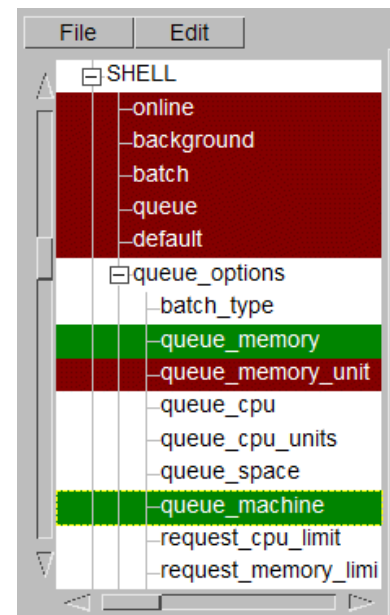 File Edit
SHELL
online
background
batch
queue
default
queue_options
batch_type
queue_memory
queue_memory_unit
queue_cpu
queue_cpu_units
queue_space
queue_machine
request_cpu_limit
request_memory_limi